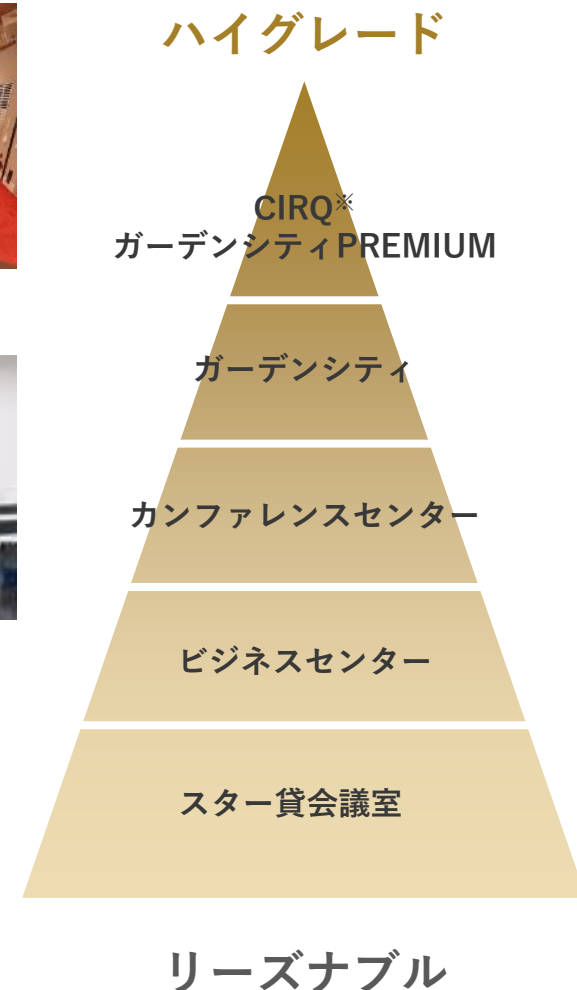 ハイグレード
CIRQ※
ガーデンシティPREMIUM
ガーデンシティ
カンファレンスセンター
ビジネスセンター
スター貸会議室
リーズナブル